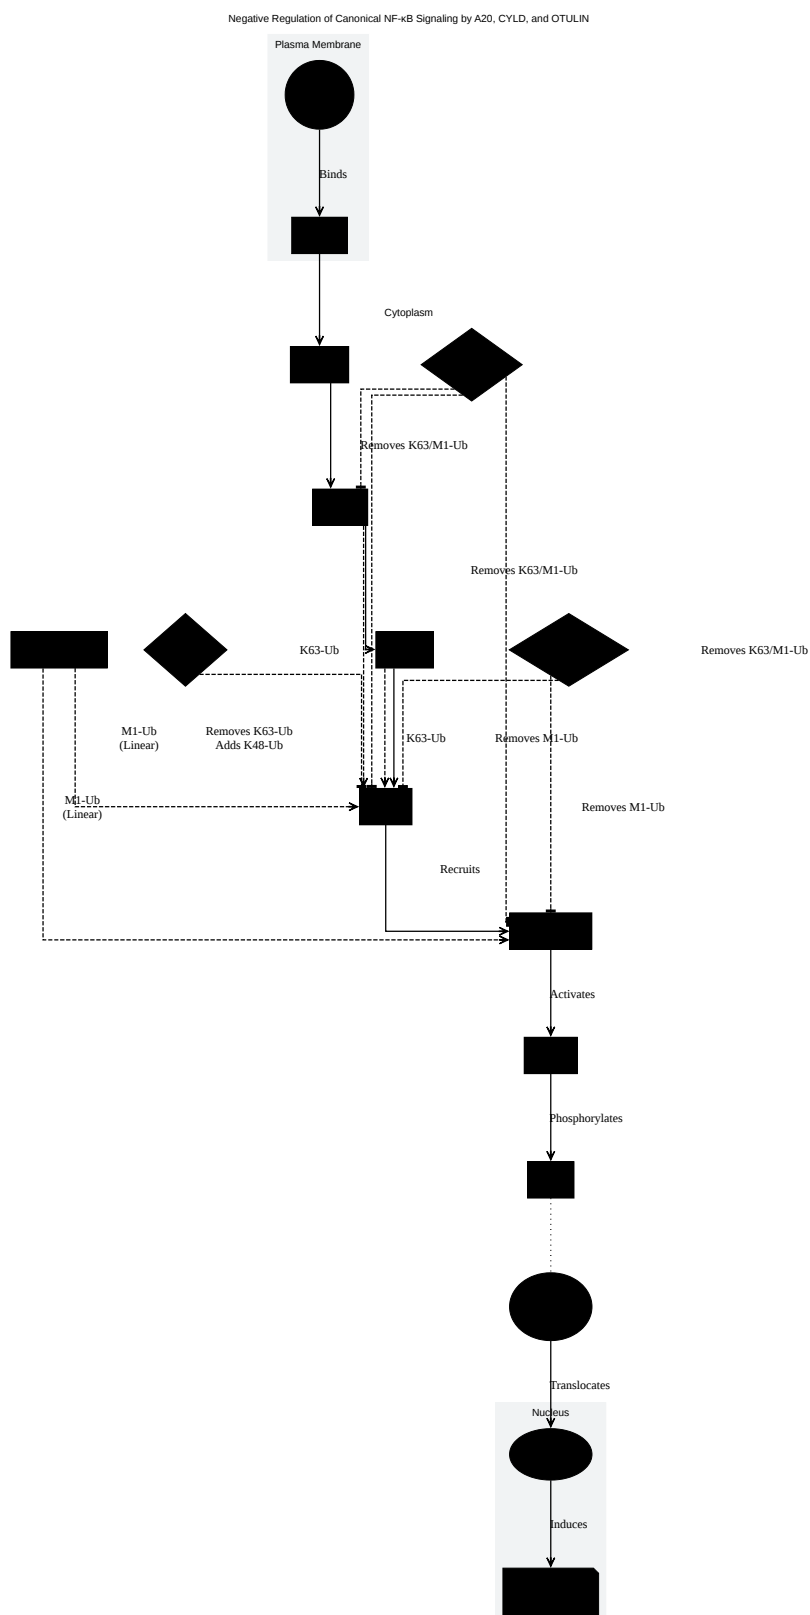 Negative Regulation of Canonical NF-κB Signaling by A20, CYLD, and OTULIN
Plasma Membrane
Binds
Cytoplasm
Removes K63/M1-Ub
Removes K63/M1-Ub
K63-Ub
Removes K63/M1-Ub
M1-Ub
(Linear)
Removes K63-Ub
Adds K48-Ub
K63-Ub
Removes M1-Ub
M1-Ub
(Linear)
Removes M1-Ub
Recruits
Activates
Phosphorylates
Translocates
Nucleus
Induces